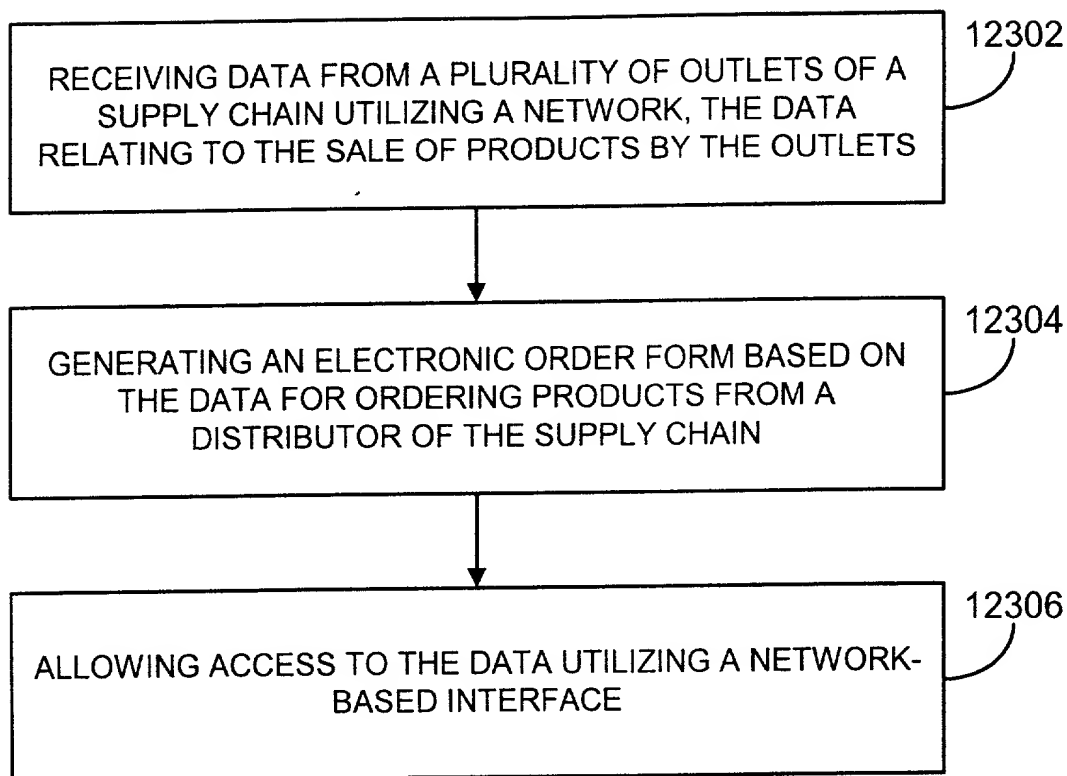 12302
RECEIVING DATA FROM A PLURALITY OF OUTLETS OF A
SUPPLY CHAIN UTILIZING A NETWORK, THE DATA
RELATING TO THE SALE OF PRODUCTS BY THE OUTLETS
12304
GENERATING AN ELECTRONIC ORDER FORM BASED ON
THE DATA FOR ORDERING PRODUCTS FROM A
DISTRIBUTOR OF THE SUPPLY CHAIN
12306
ALLOWING ACCESS TO THE DATA UTILIZING A NETWORK-
BASED INTERFACE